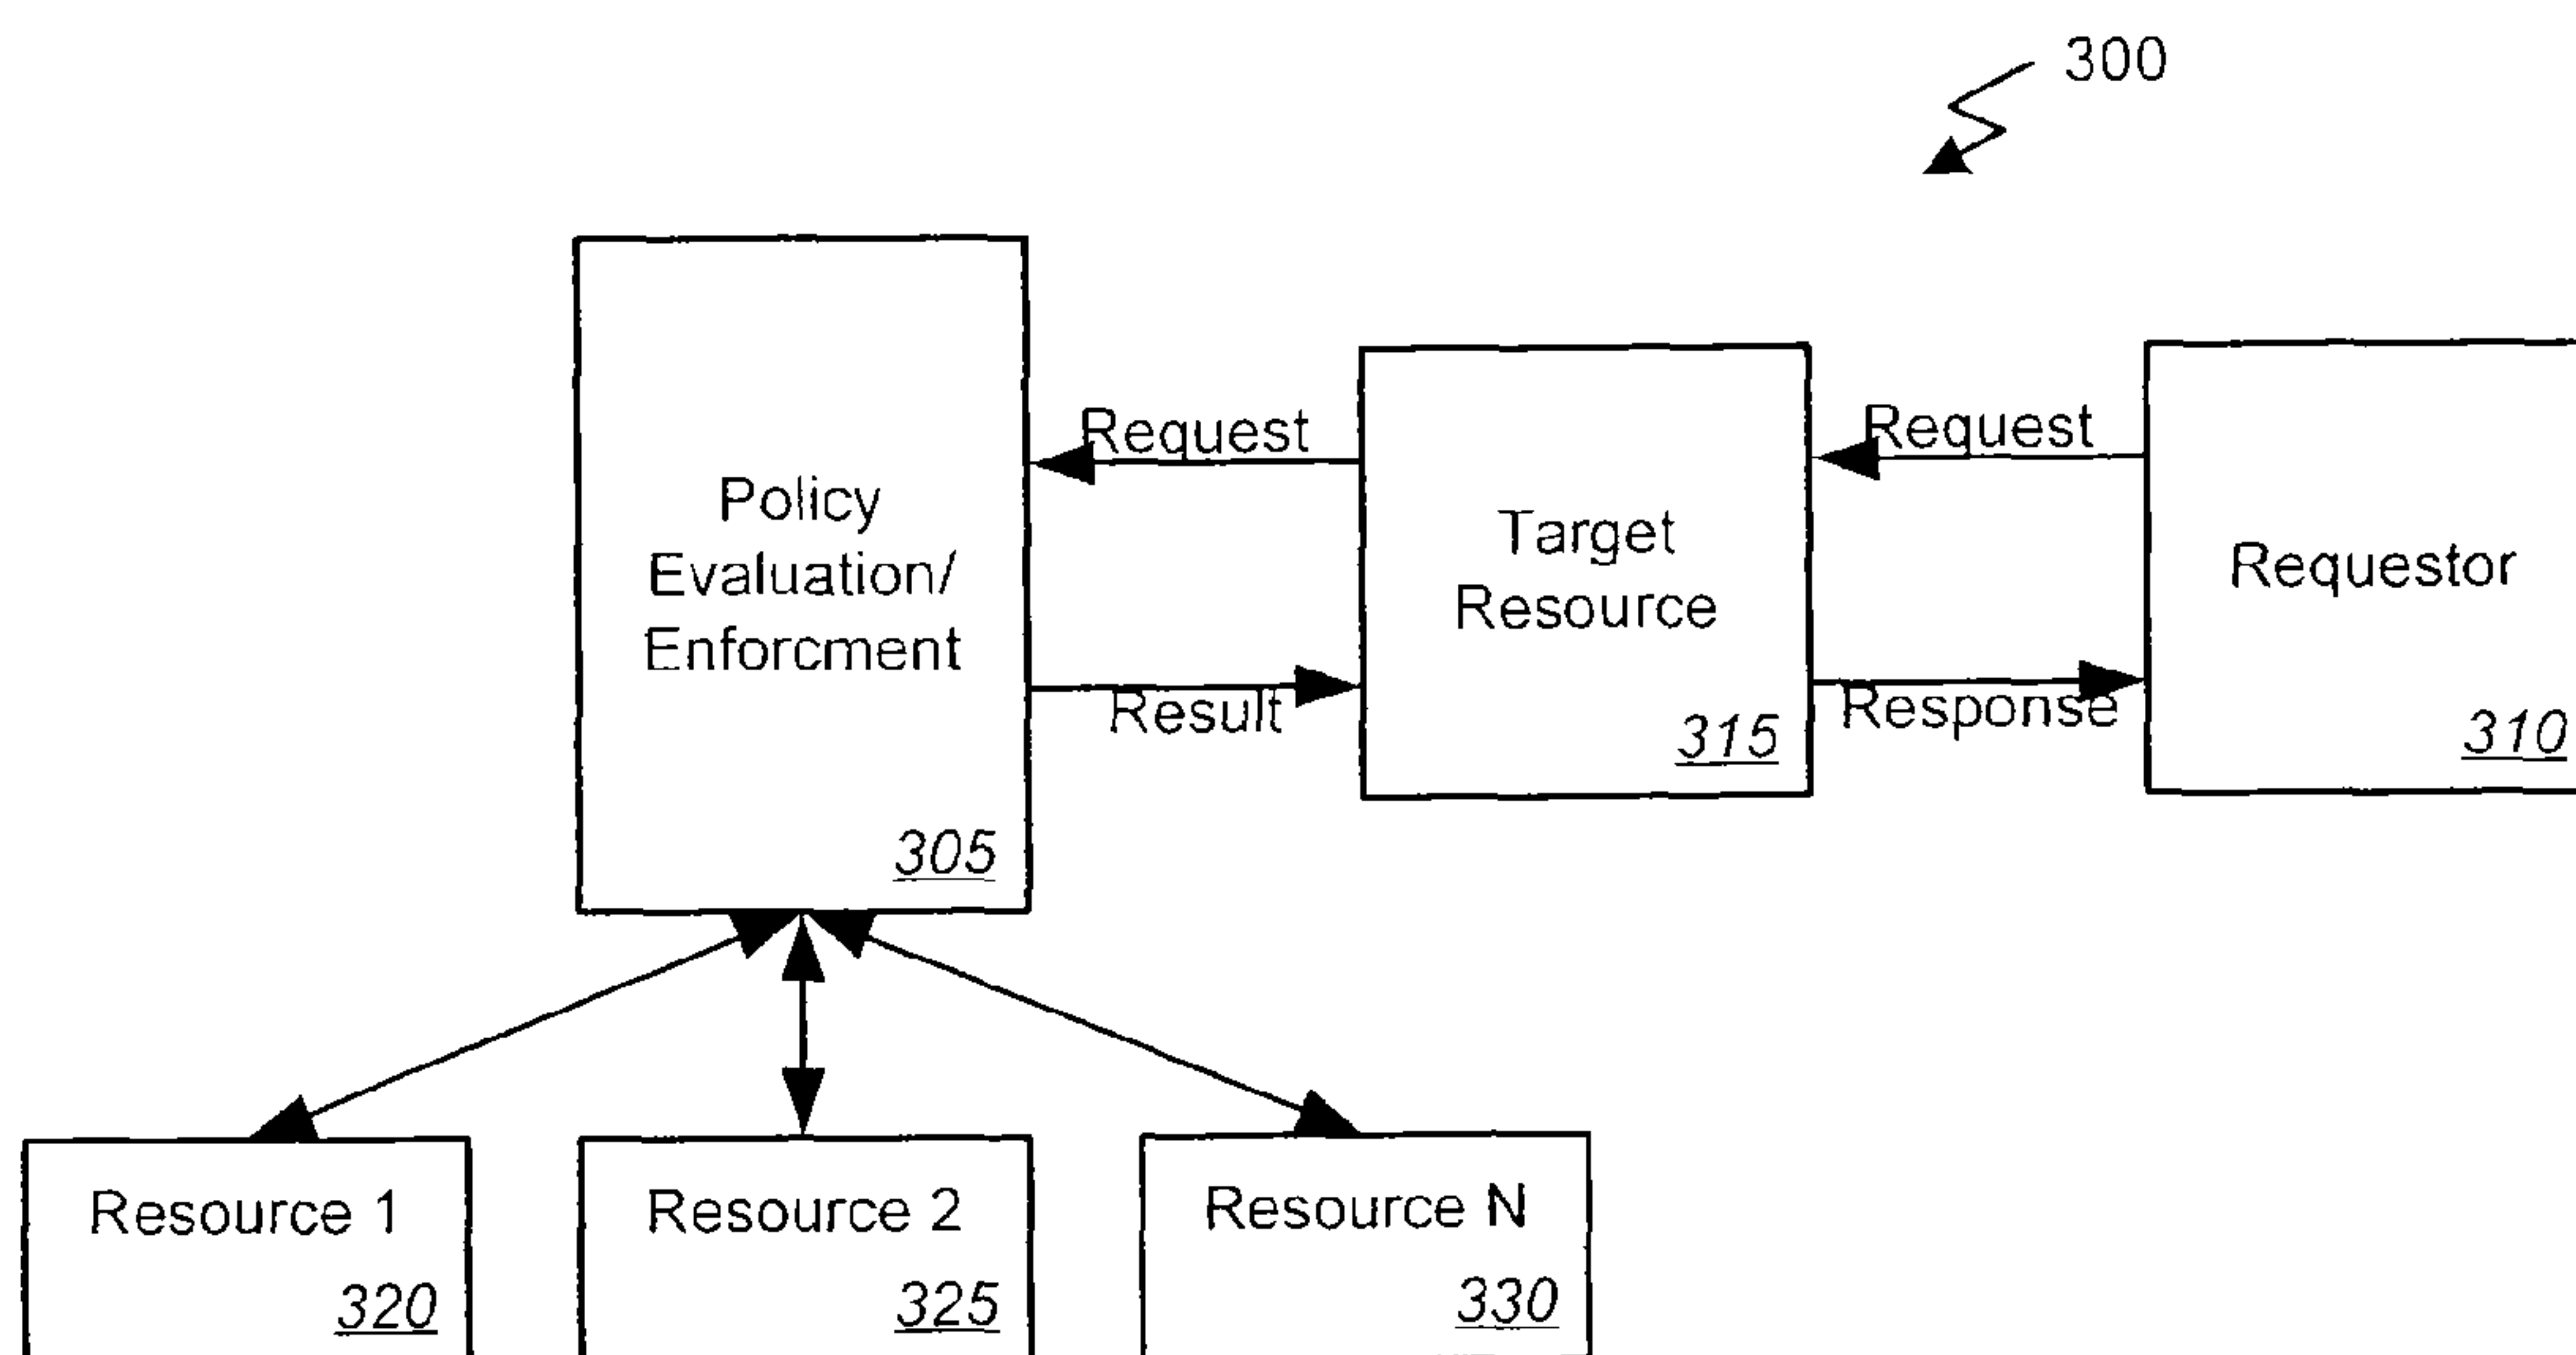 300
Request
Request
Policy
Evaluation/
Enforcment
Target
Resource
Requestor
Result
Response
315
310
305
Resource 1
Resource 2
Resource N
320
325
330